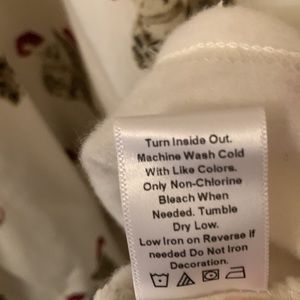 Turn Inside Out.
Machine Wash Cold
With Like Colors.
Only Non-Chlorine
Bleach When
Needed. Tumble
Dry Low.
Low Iron on Reverse if
needed Do Not Iron
Decoration.